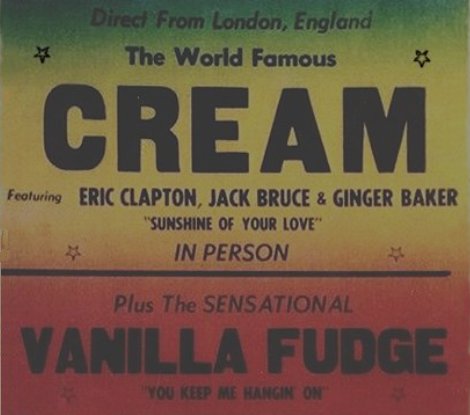 Direct From London, England
The World Famous
CREAM
Featuring ERIC CLAPTON, JACK BRUCE & GINGER BAKER
"SUNSHINE OF YOUR LOVE"
IN PERSON
Plus The SENSATIONAL
VANILLA FUDGE
"YOU KEEP ME HANGIN' ON"